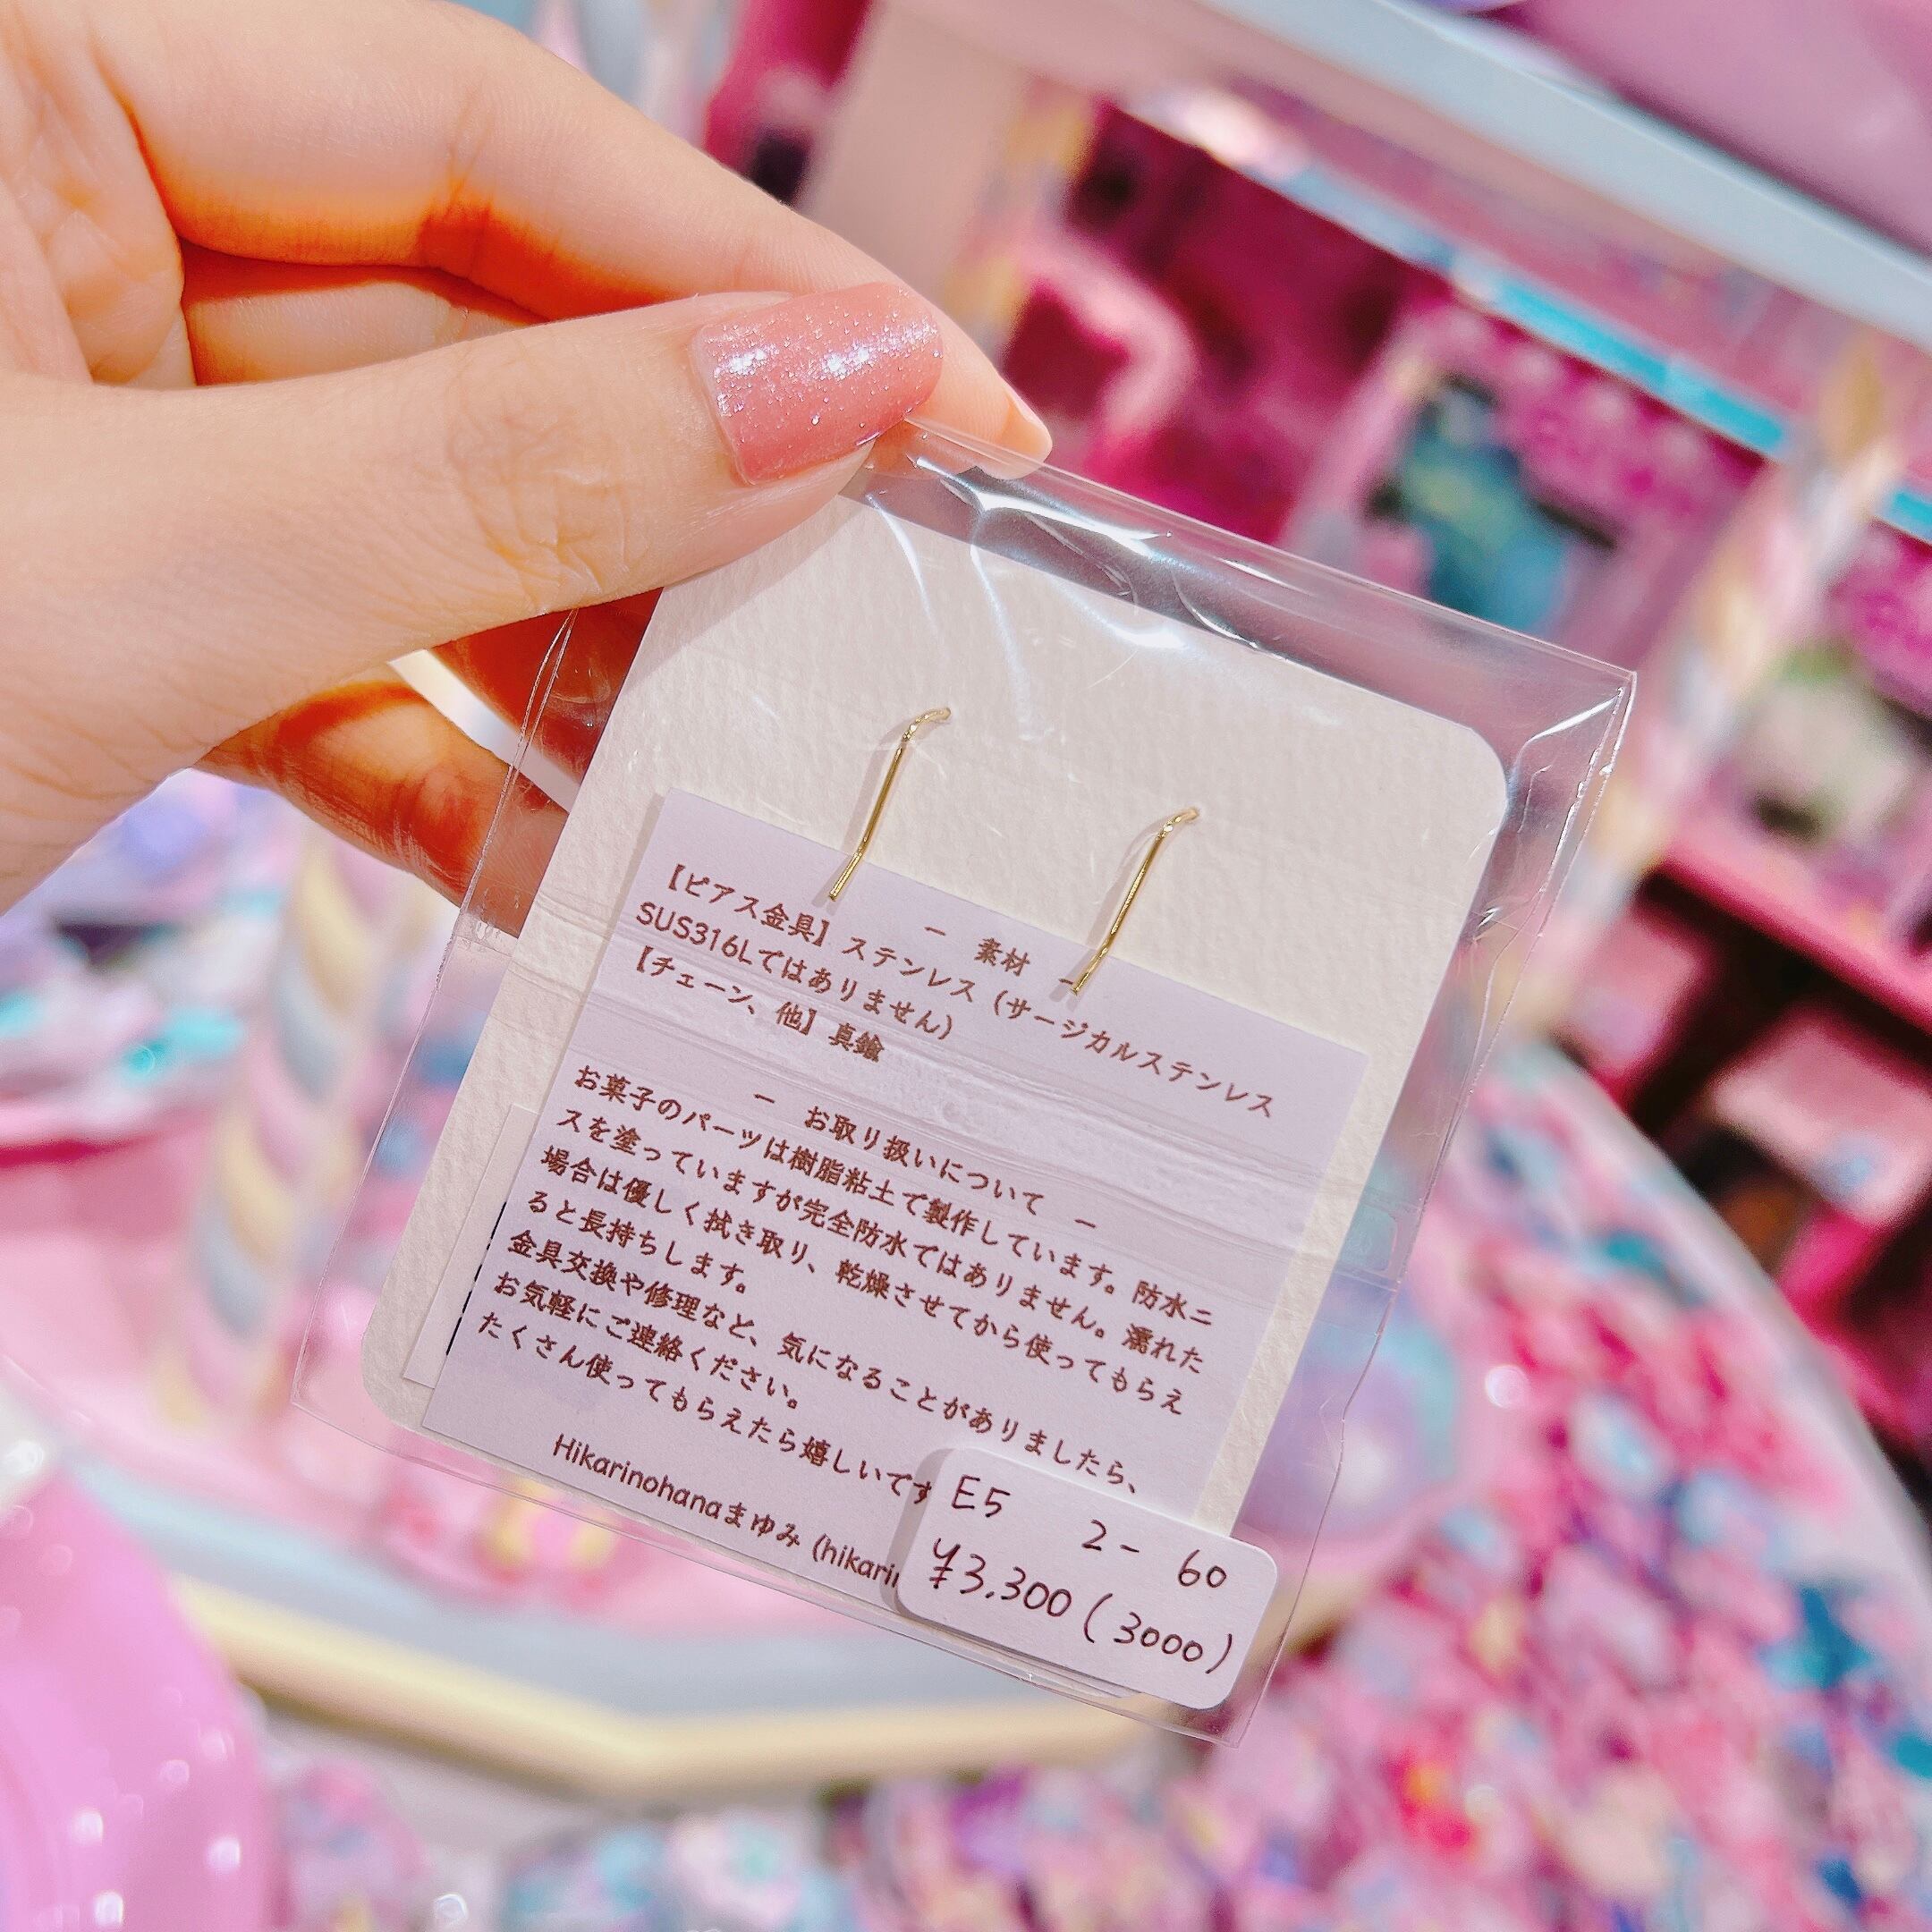 − 素材 −
【ピアス金具】ステンレス（サージカルステンレス
SUS316Lではありません）
【チェーン、他】真鍮
− お取り扱いについて −
お菓子のパーツは樹脂粘土で製作しています。防水ニ
スを塗っていますが完全防水ではありません。濡れた
場合は優しく拭き取り、乾燥させてから使ってもらえ
ると長持ちします。
金具交換や修理など、気になることがありましたら、
お気軽にご連絡ください。
たくさん使ってもらえたら嬉しいです
Hikarinohanaまゆみ (hikarin
E5 2- 60
¥3,300 (3000)